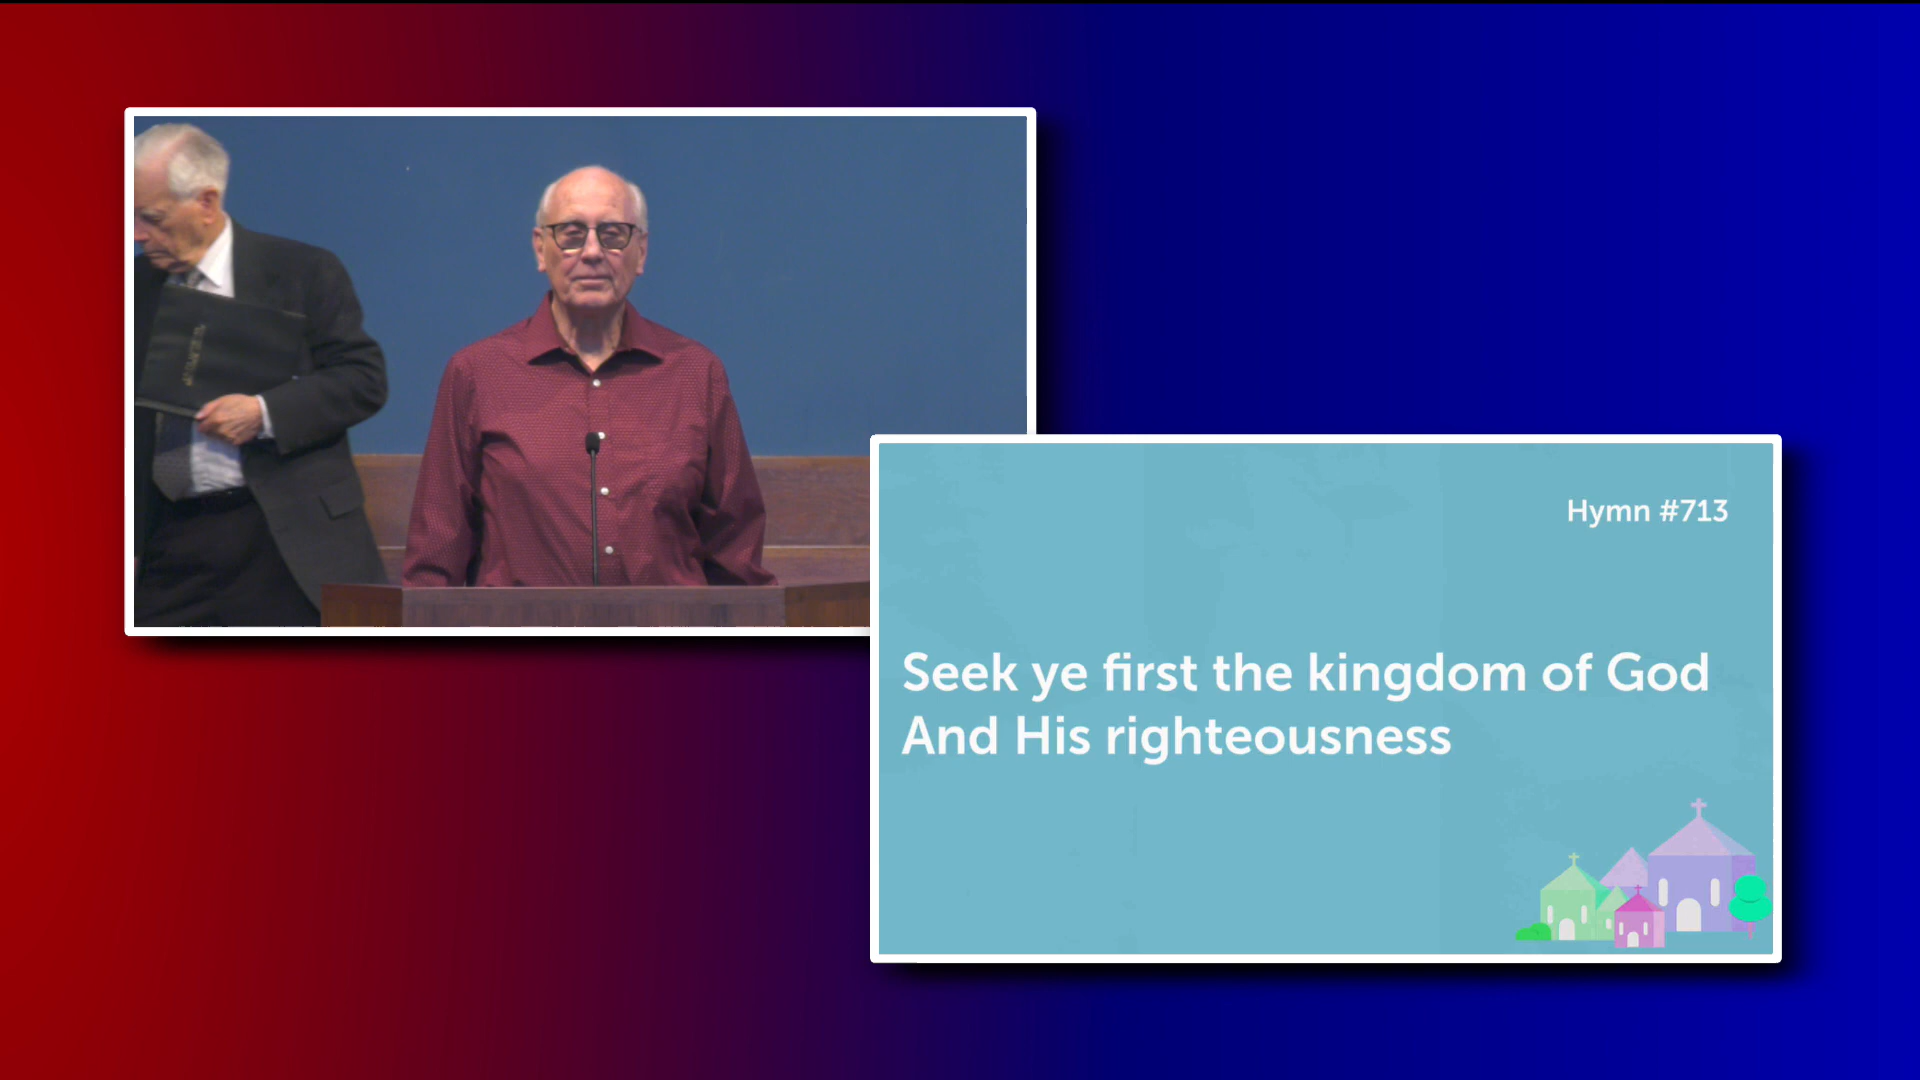 Hymn #713
Seek ye first the kingdom of God
And His righteousness